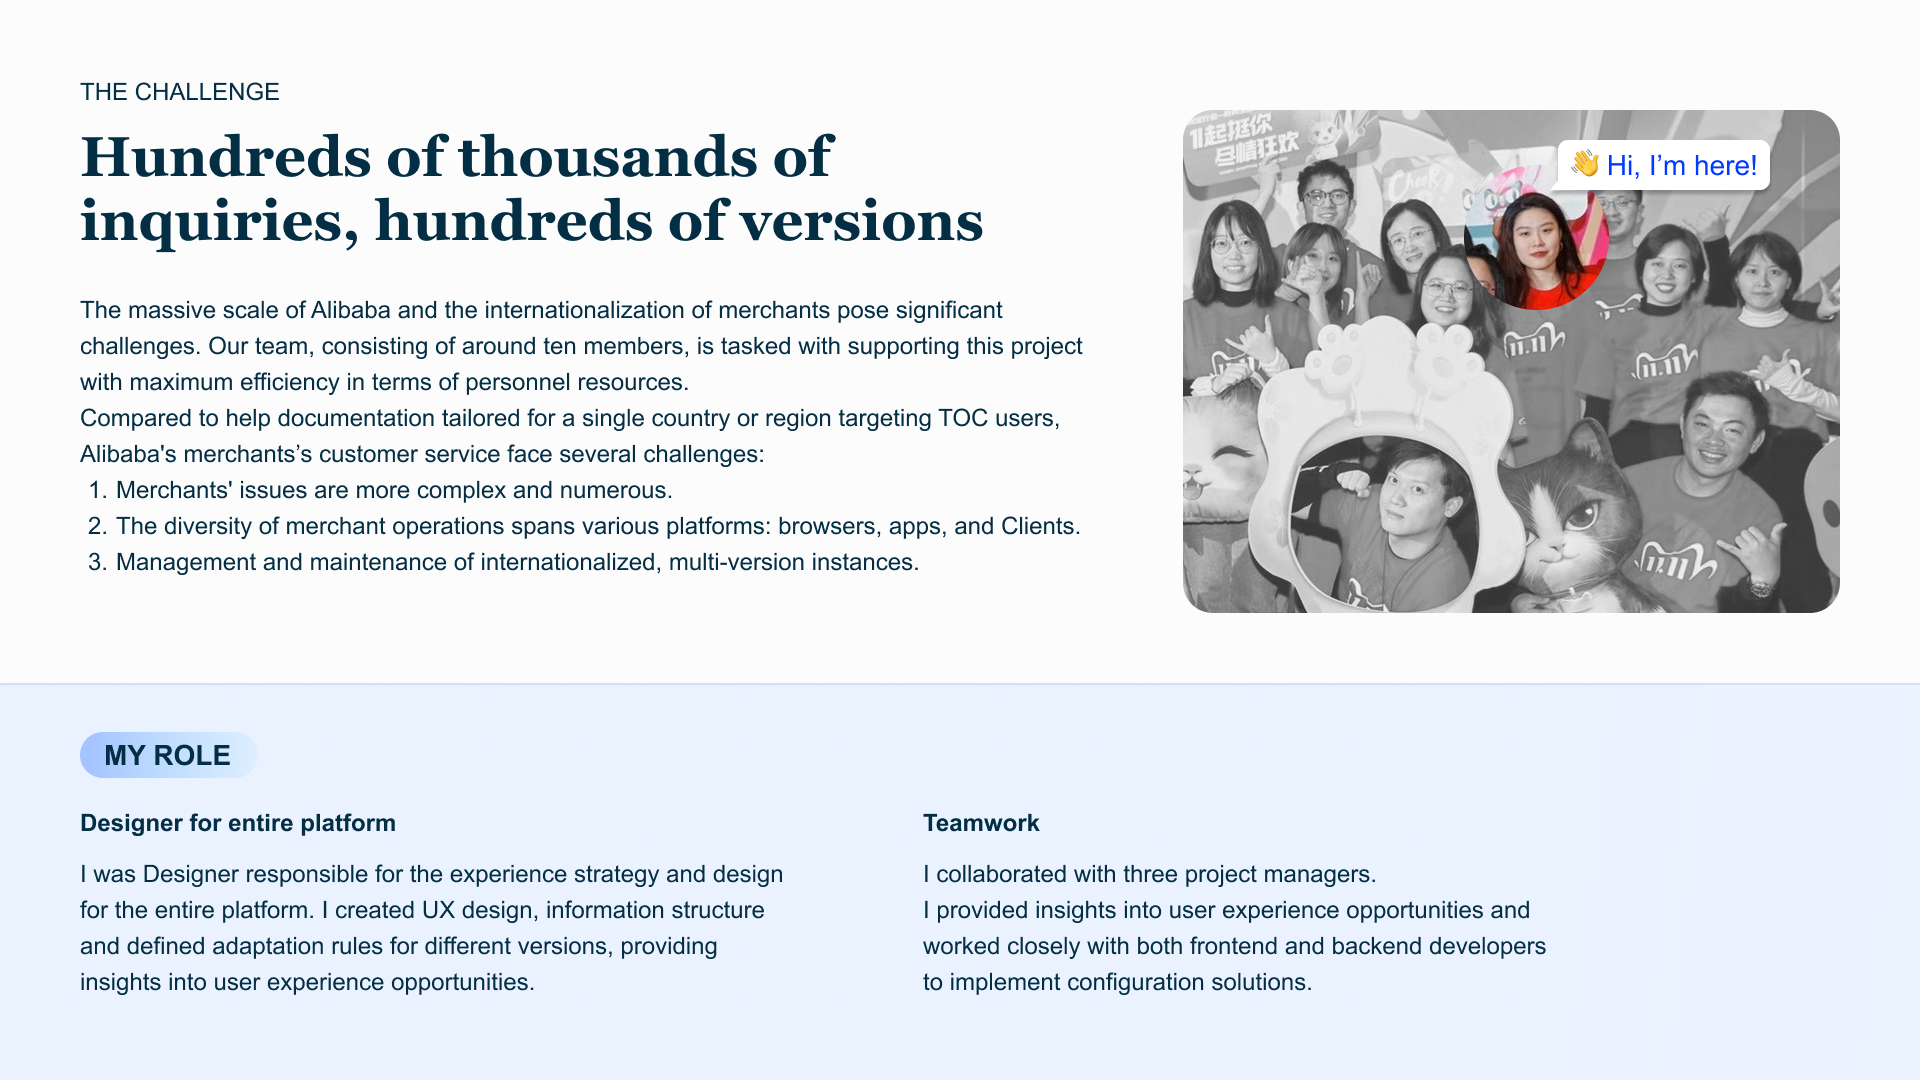 THE CHALLENGE
Hundreds of thousands of
inquiries, hundreds of versions
The massive scale of Alibaba and the internationalization of merchants pose significant
challenges. Our team, consisting of around ten members, is tasked with supporting this project
with maximum efficiency in terms of personnel resources.
Compared to help documentation tailored for a single country or region targeting TOC users,
Alibaba's merchants’s customer service face several challenges:
1. Merchants' issues are more complex and numerous.
2. The diversity of merchant operations spans various platforms: browsers, apps, and Clients.
3. Management and maintenance of internationalized, multi-version instances.
11起挺你
尽情狂欢
👋 Hi, I’m here!
MY ROLE
Designer for entire platform
I was Designer responsible for the experience strategy and design
for the entire platform. I created UX design, information structure
and defined adaptation rules for different versions, providing
insights into user experience opportunities.
Teamwork
I collaborated with three project managers.
I provided insights into user experience opportunities and
worked closely with both frontend and backend developers
to implement configuration solutions.